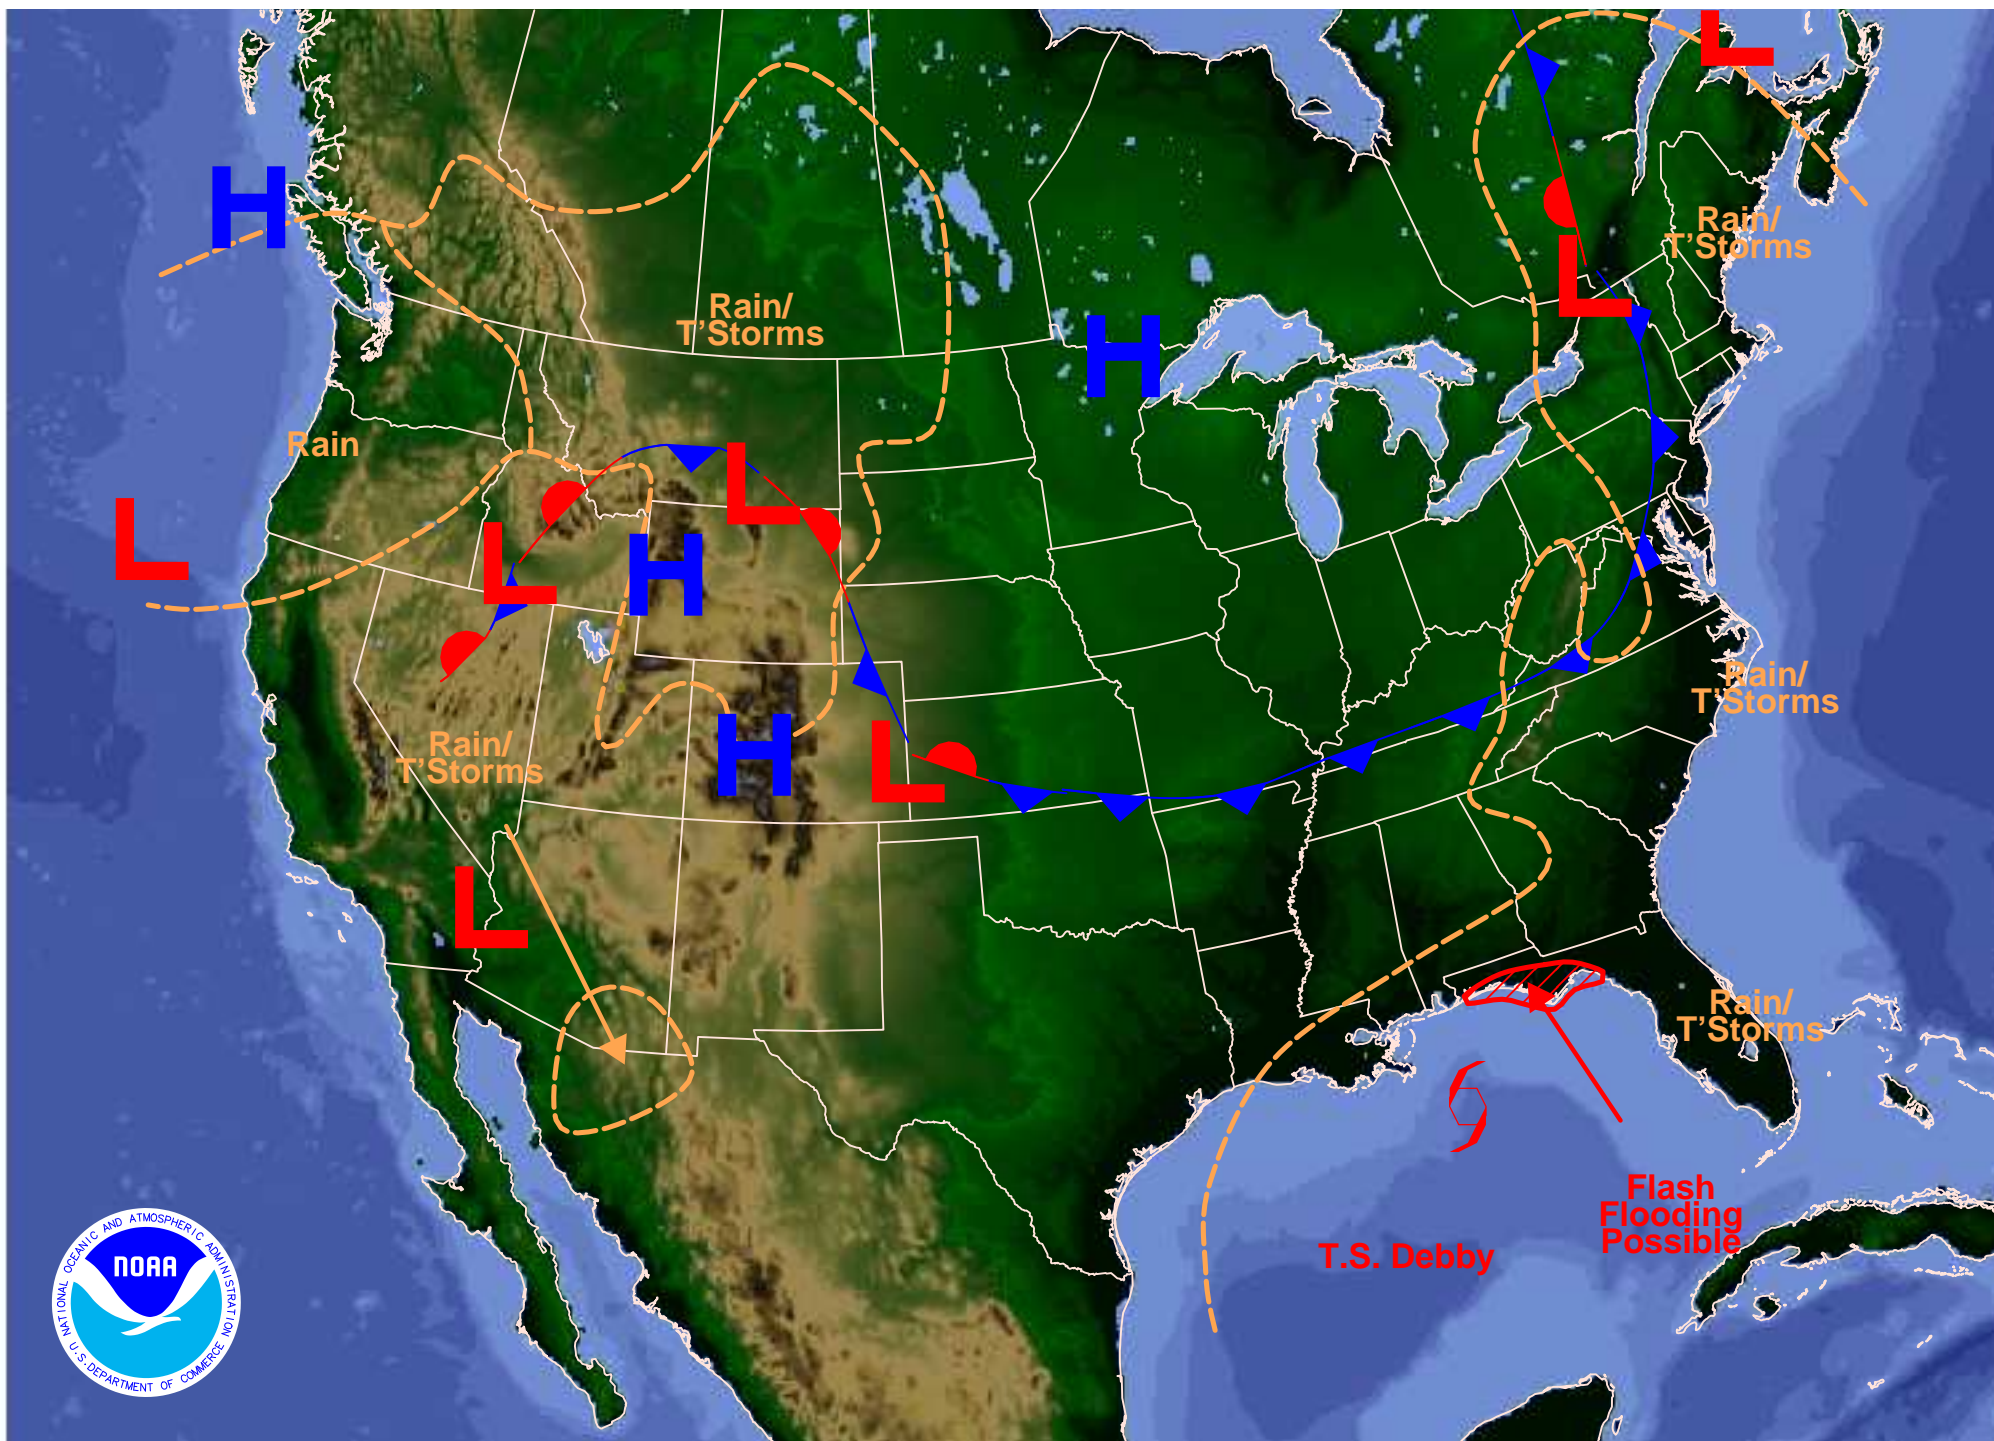 L
H
Rain/
T'Storms
L
Rain/
T'Storms
H
Rain
L
L
L
H
Rain/
T'Storms
H
L
Rain/
T'Storms
L
Rain/
T'Storms
Flash
Flooding
Possible
T.S. Debby
NATIONAL OCEANIC AND ATMOSPHERIC ADMINISTRATION
NOAA
U.S. DEPARTMENT OF COMMERCE